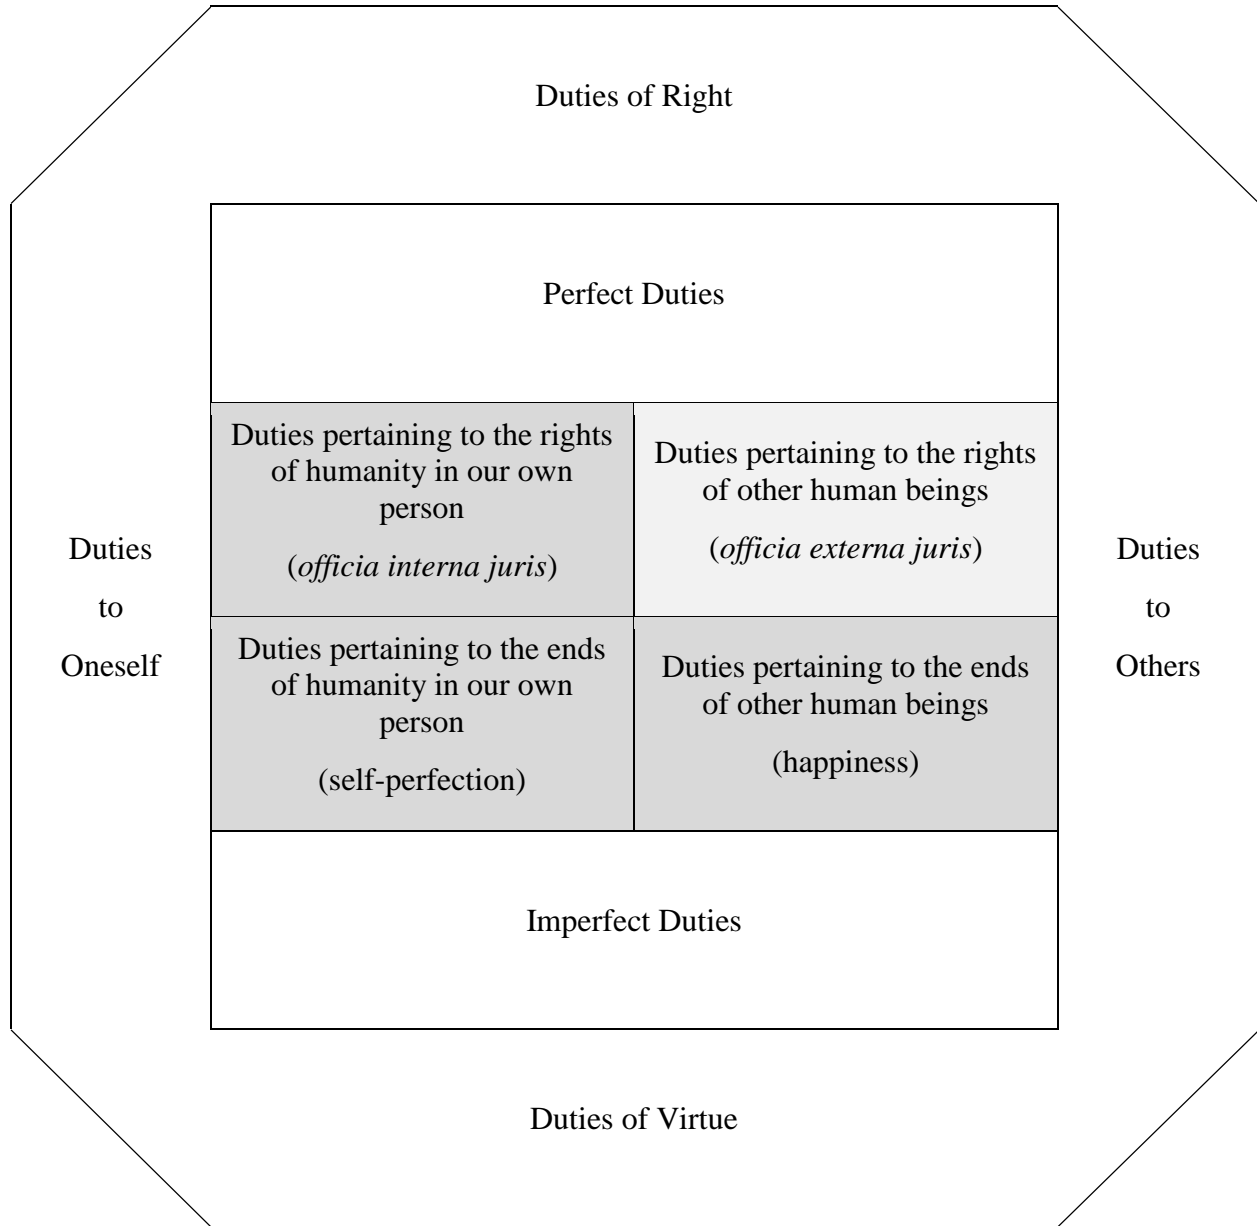 Duties of Right
Perfect Duties
Duties pertaining to the rights
of humanity in our own
person
(officia interna juris)
Duties pertaining to the rights
of other human beings
(officia externa juris)
Duties
to
Oneself
Duties
to
Others
Duties pertaining to the ends
of humanity in our own
person
(self-perfection)
Duties pertaining to the ends
of other human beings
(happiness)
Imperfect Duties
Duties of Virtue